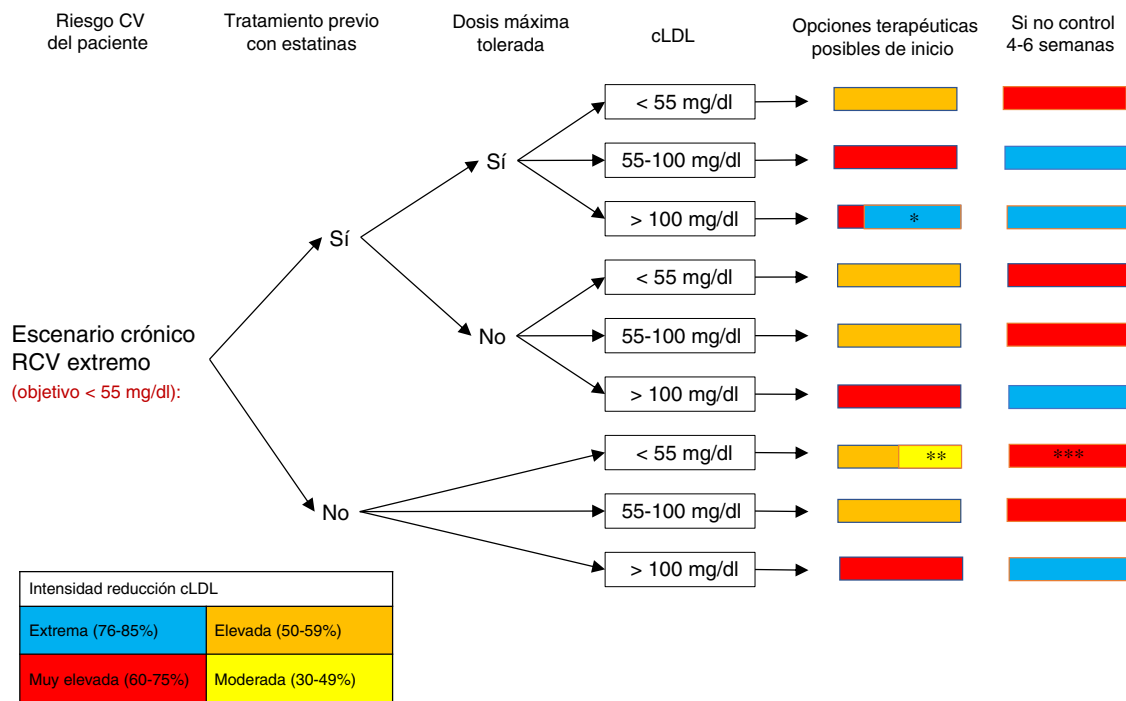 Riesgo CV
del paciente
Tratamiento previo
con estatinas
Dosis máxima
tolerada
cLDL
Opciones terapéuticas
posibles de inicio
Si no control
4-6 semanas
< 55 mg/dl
Sí
55-100 mg/dl
> 100 mg/dl
*
Sí
< 55 mg/dl
Escenario crónico
RCV extremo
(objetivo < 55 mg/dl):
No
55-100 mg/dl
> 100 mg/dl
< 55 mg/dl
**
***
No
55-100 mg/dl
> 100 mg/dl
Intensidad reducción cLDL
Extrema (76-85%)
Elevada (50-59%)
Muy elevada (60-75%)
Moderada (30-49%)